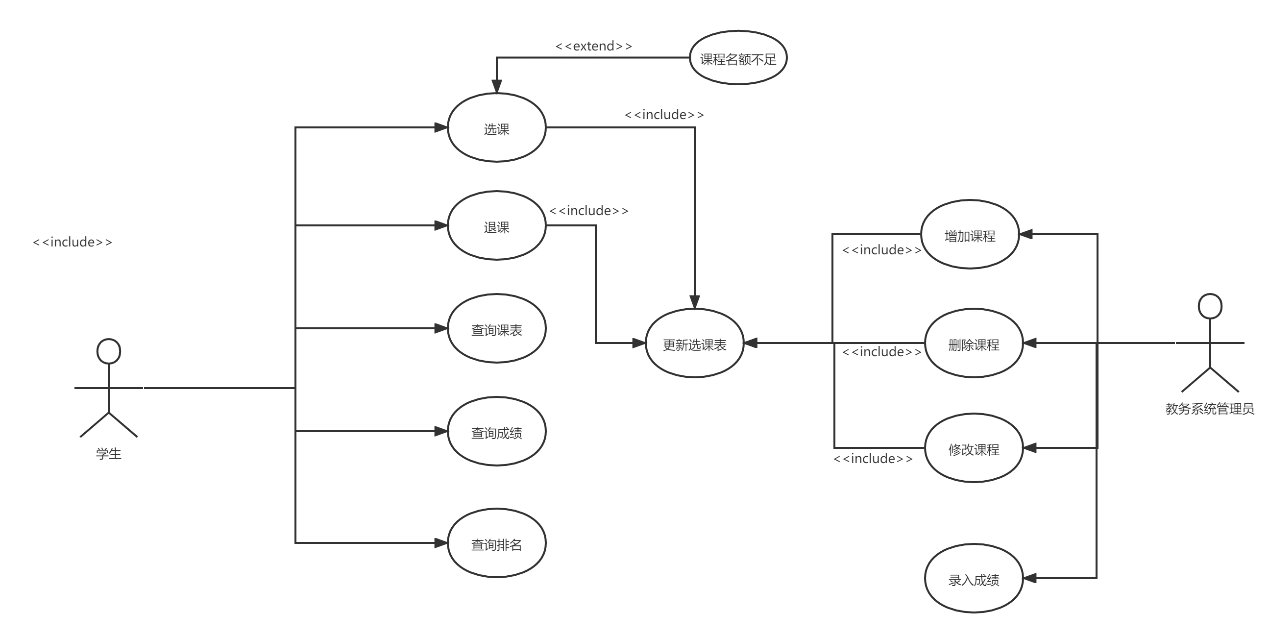 <<extend>>
课程名额不足
<<include>>
选课
<<include>>
退课
<<include>>
增加课程
<<include>>
查询课表
更新选课表
<<include>>
删除课程
教务系统管理员
学生
查询成绩
修改课程
<<include>>
查询排名
录入成绩